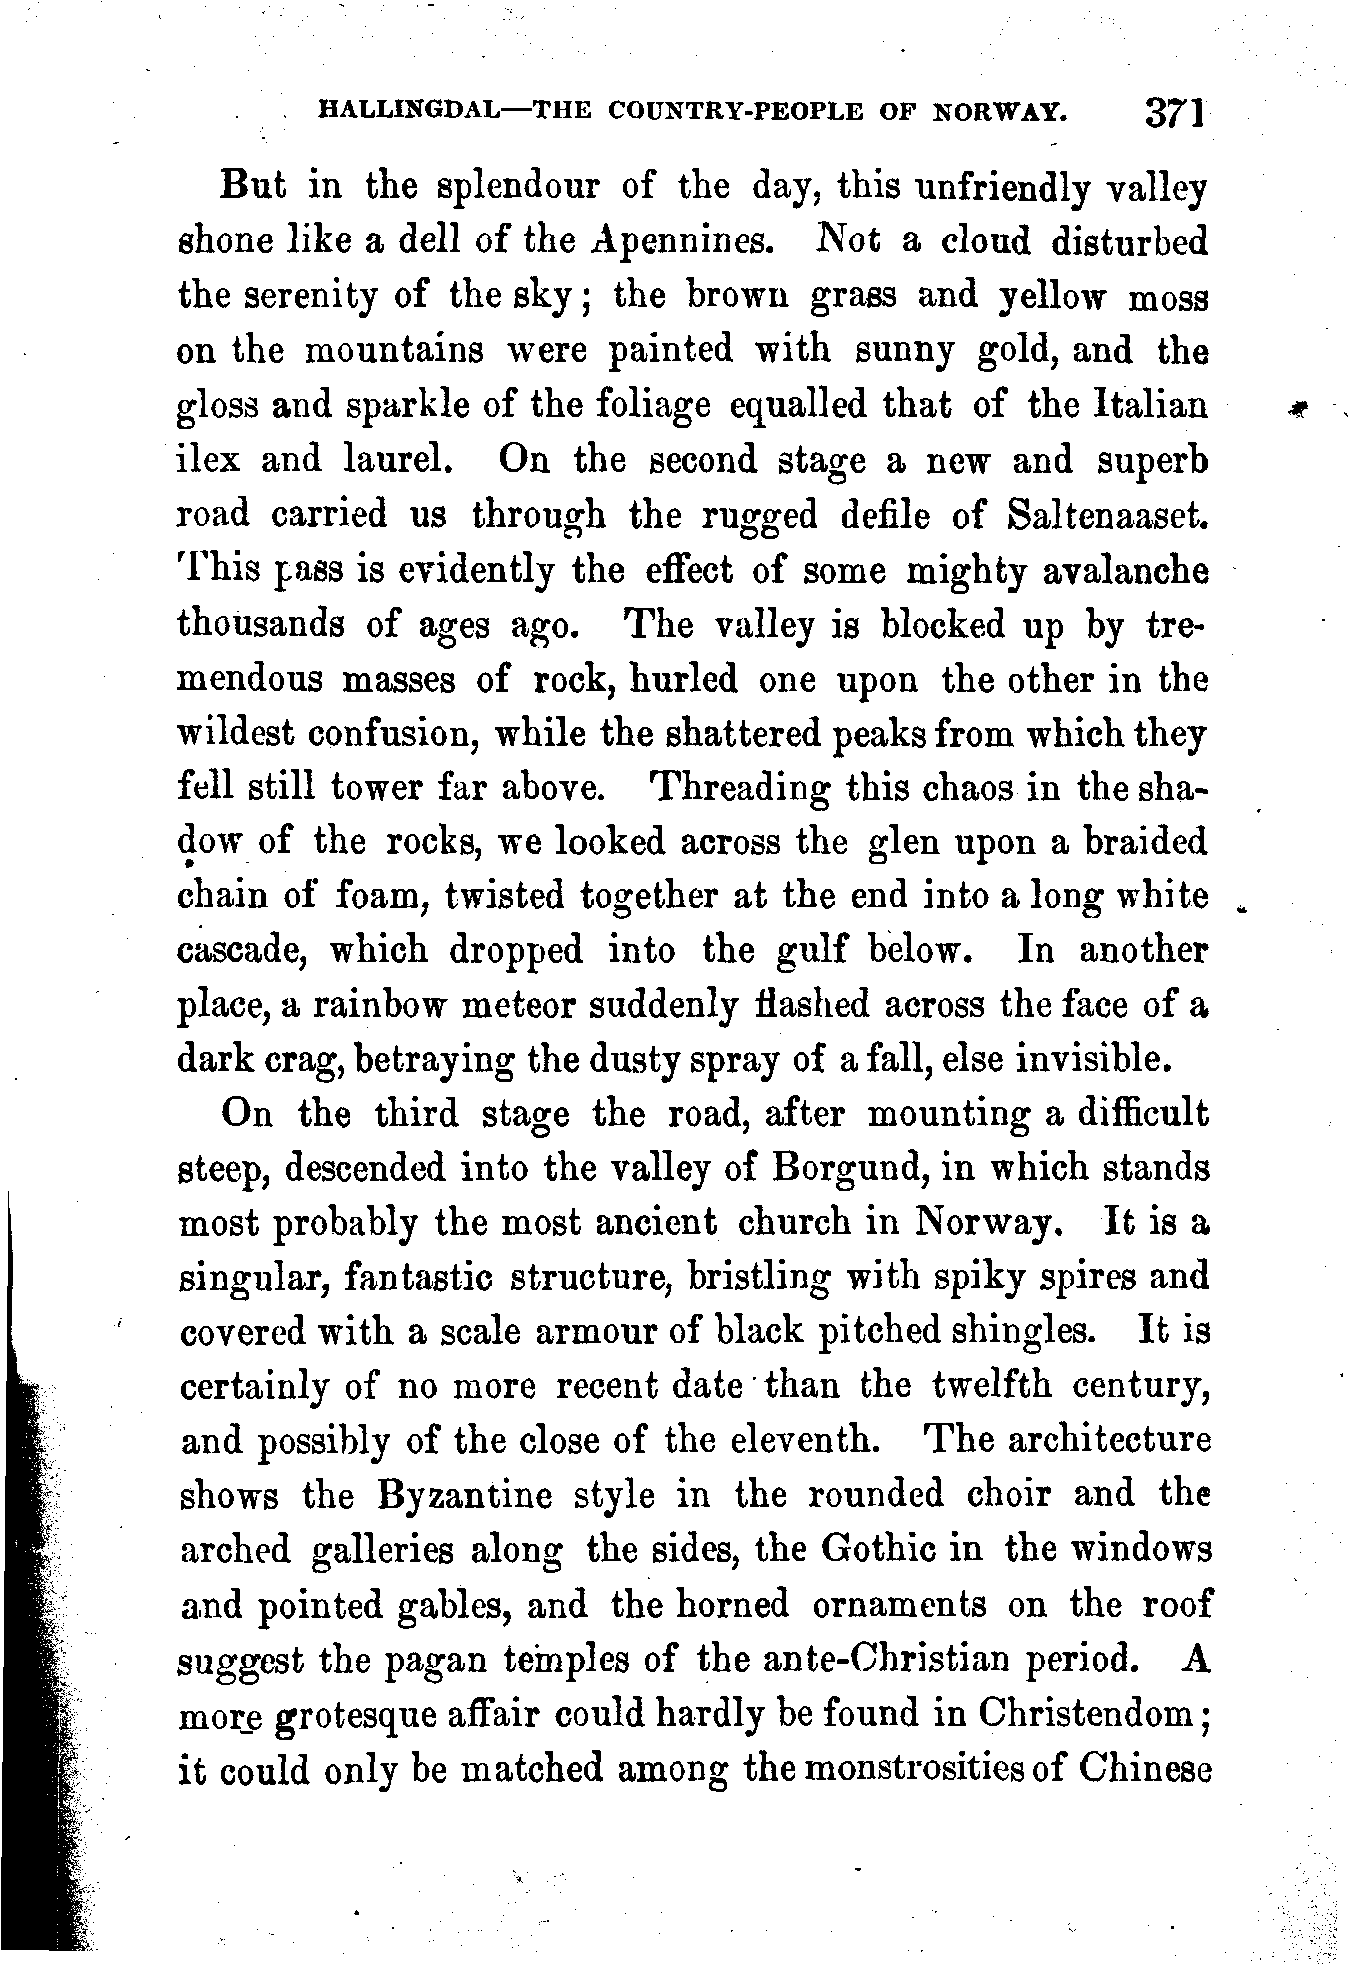 HALLINGDAL—THE COUNTRY-PEOPLE OF NORWAY. 371
But in the splendour of the day, this unfriendly valley
shone like a dell of the Apennines. Not a cloud disturbed
the serenity of the sky; the brown grass and yellow moss
on the mountains were painted with sunny gold, and the
gloss and sparkle of the foliage equalled that of the Italian
ilex and laurel. On the second stage a new and superb
road carried us through the rugged defile of Saltenaaset.
This pass is evidently the effect of some mighty avalanche
thousands of ages ago. The valley is blocked up by tre-
mendous masses of rock, hurled one upon the other in the
wildest confusion, while the shattered peaks from which they
fell still tower far above. Threading this chaos in the sha-
dow of the rocks, we looked across the glen upon a braided
chain of foam, twisted together at the end into a long white
cascade, which dropped into the gulf below. In another
place, a rainbow meteor suddenly flashed across the face of a
dark crag, betraying the dusty spray of a fall, else invisible.
On the third stage the road, after mounting a difficult
steep, descended into the valley of Borgund, in which stands
most probably the most ancient church in Norway. It is a
singular, fantastic structure, bristling with spiky spires and
covered with a scale armour of black pitched shingles. It is
certainly of no more recent date than the twelfth century,
and possibly of the close of the eleventh. The architecture
shows the Byzantine style in the rounded choir and the
arched galleries along the sides, the Gothic in the windows
and pointed gables, and the horned ornaments on the roof
suggest the pagan temples of the ante-Christian period. A
more grotesque affair could hardly be found in Christendom;
it could only be matched among the monstrosities of Chinese